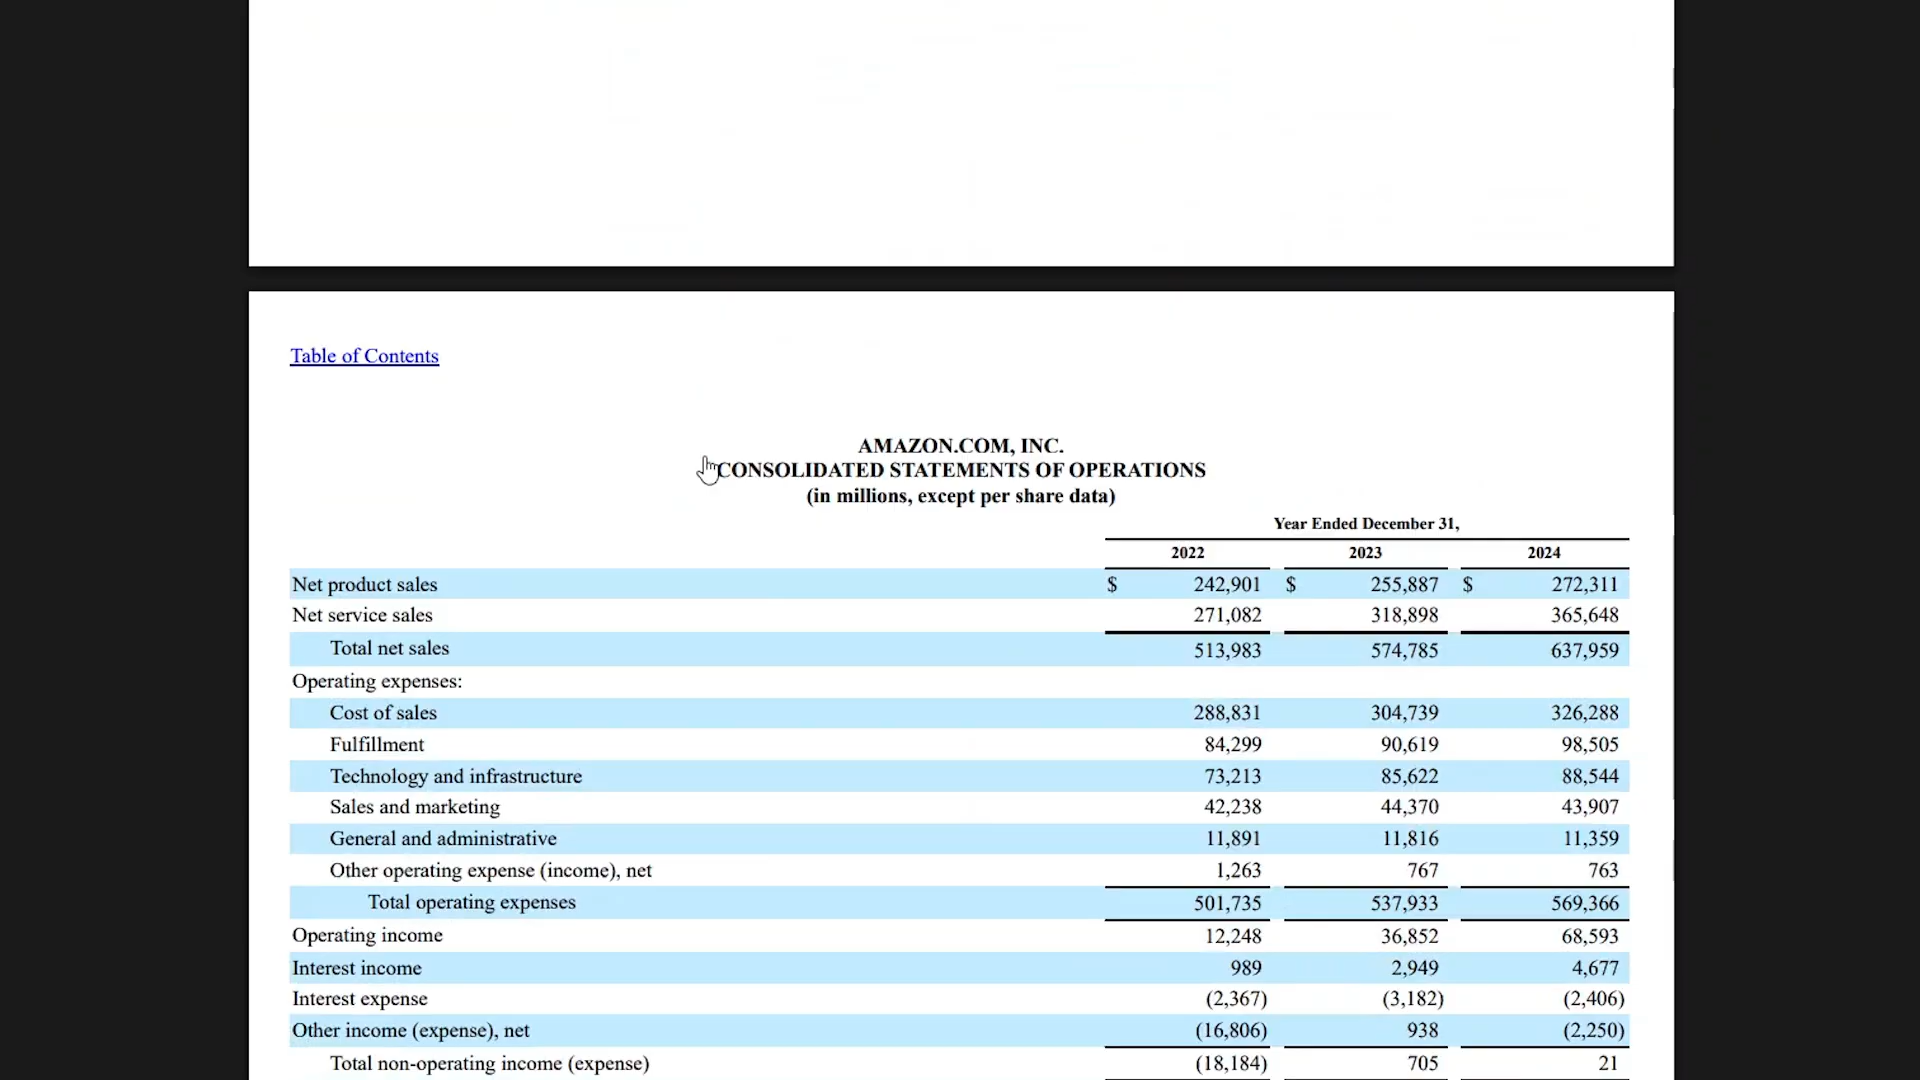 Table of Contents
AMAZON.COM, INC.
CONSOLIDATED STATEMENTS OF OPERATIONS
(in millions, except per share data)
Year Ended December 31,
2022 2023 2024
Net product sales $ 242,901 $ 255,887 $ 272,311
Net service sales 271,082 318,898 365,648
Total net sales 513,983 574,785 637,959
Operating expenses:
Cost of sales 288,831 304,739 326,288
Fulfillment 84,299 90,619 98,505
Technology and infrastructure 73,213 85,622 88,544
Sales and marketing 42,238 44,370 43,907
General and administrative 11,891 11,816 11,359
Other operating expense (income), net 1,263 767 763
Total operating expenses 501,735 537,933 569,366
Operating income 12,248 36,852 68,593
Interest income 989 2,949 4,677
Interest expense (2,367) (3,182) (2,406)
Other income (expense), net (16,806) 938 (2,250)
Total non-operating income (expense) (18,184) 705 21